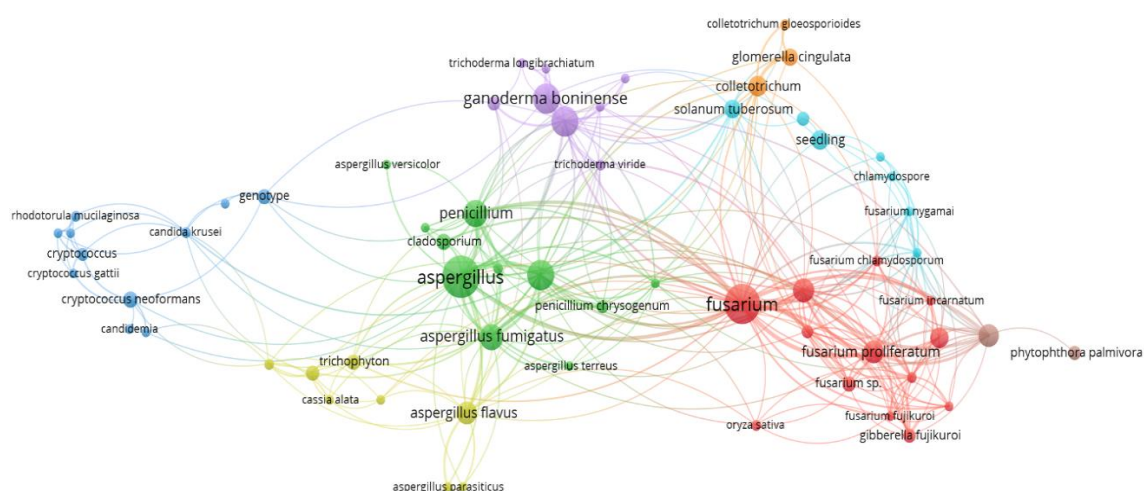 colletotrichum gloeosporioides
glomerella cingulata
trichoderma longibrachiatum
colletotrichum
ganoderma boninense
solanum tuberosum
seedling
aspergillus versicolor
trichoderma viride
chlamydospore
genotype
penicillium
fusarium nygamai
rhodotorula mucilaginosa
candida krusei
cladosporium
cryptococcus
fusarium chlamydosporum
cryptococcus gattii
aspergillus
cryptococcus neoformans
penicillium chrysogenum
fusarium
fusarium incarnatum
candidemia
aspergillus fumigatus
fusarium proliferatum
phytophthora palmivora
trichophyton
aspergillus terreus
fusarium sp.
cassia alata
aspergillus flavus
fusarium fujikuroi
oryza sativa
gibberella fujikuroi
aspergillus parasiticus